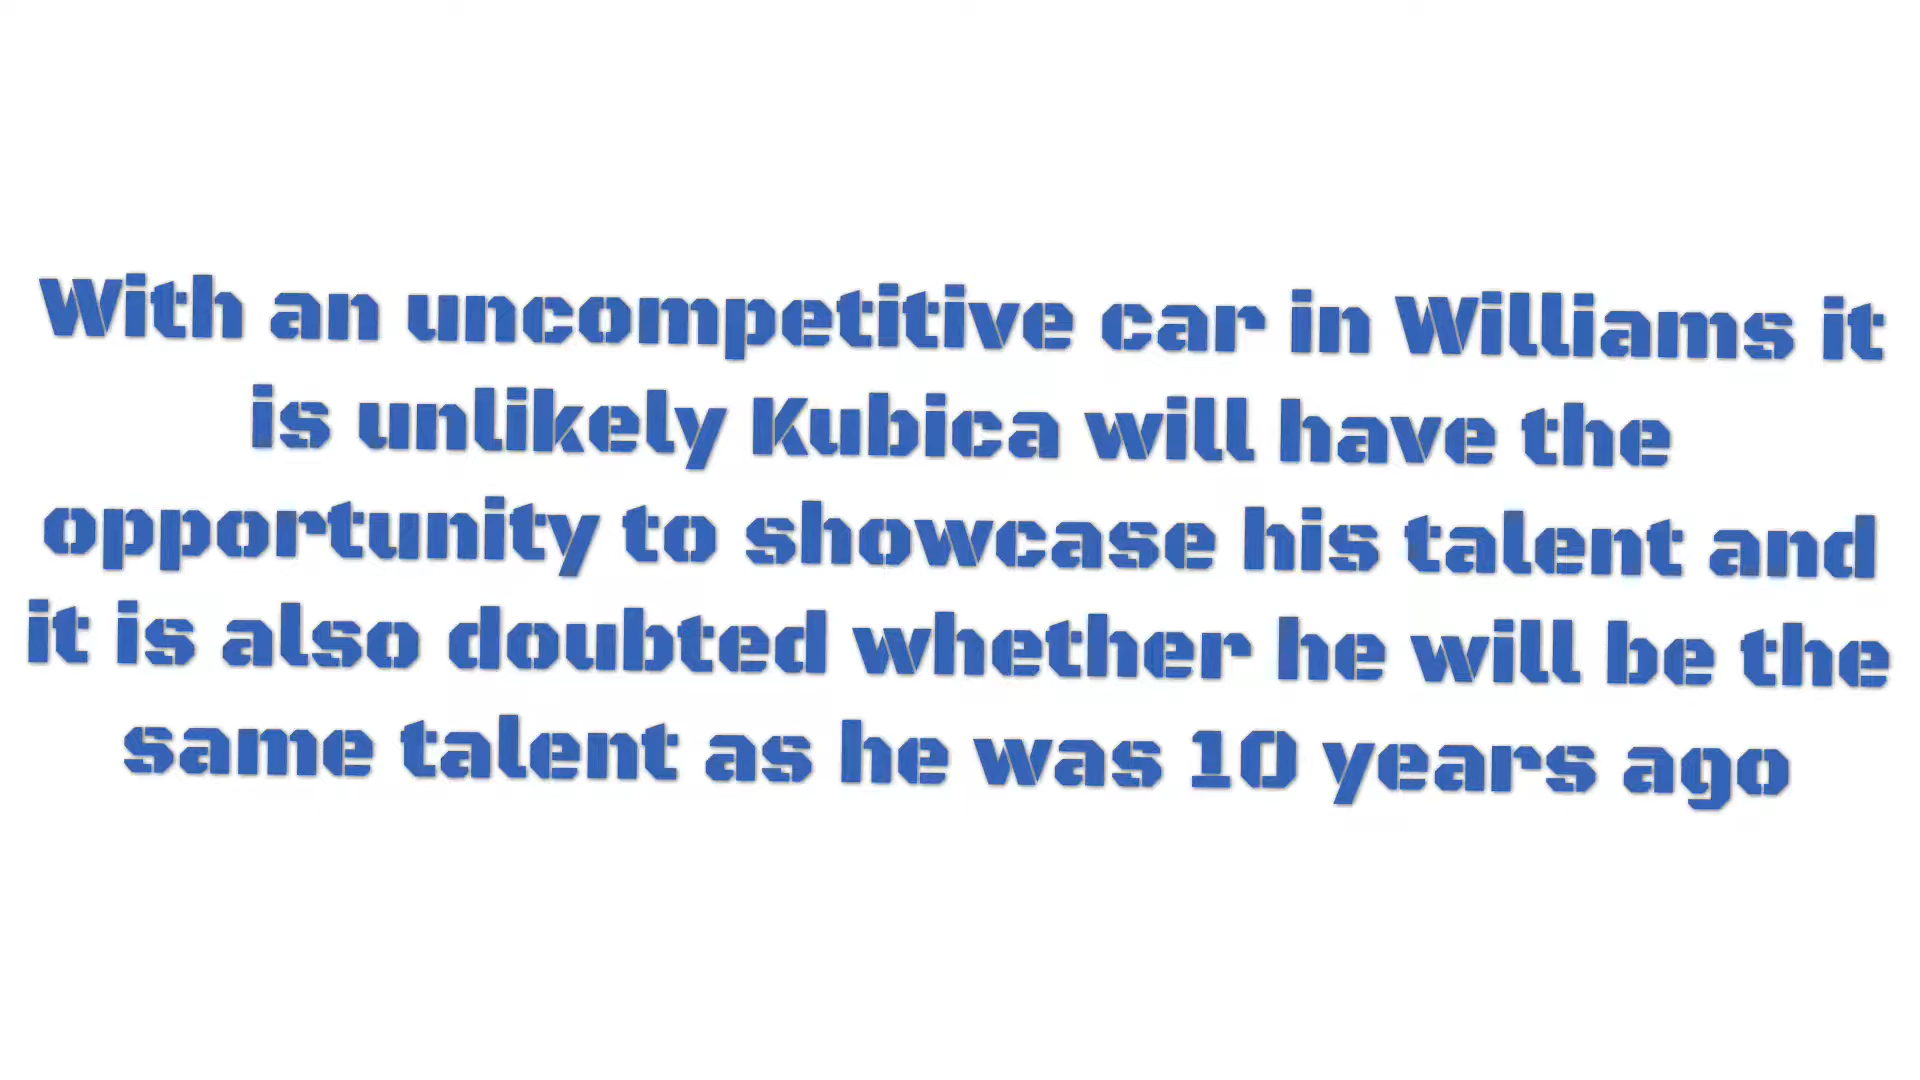 With an uncompetitive car in Williams it
is unlikely Kubica will have the
opportunity to showcase his talent and
it is also doubted whether he will be the
same talent as he was 10 years ago